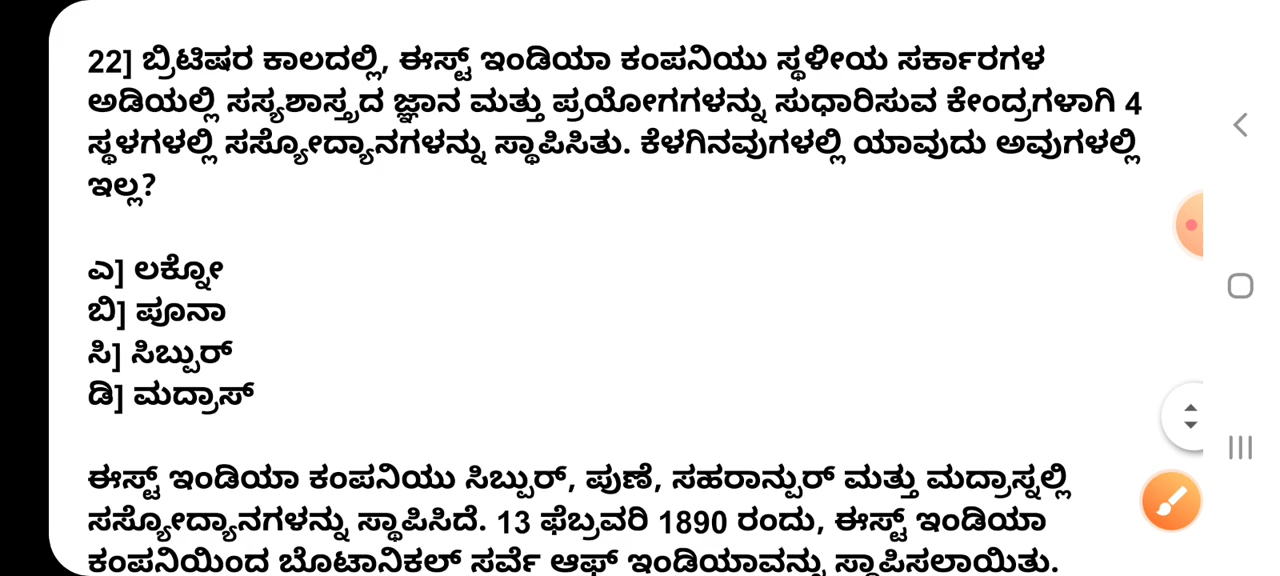 22] ಬ್ರಿಟಿಷರ ಕಾಲದಲ್ಲಿ, ಈಸ್ಟ್ ಇಂಡಿಯಾ ಕಂಪನಿಯು ಸ್ಥಳೀಯ ಸರ್ಕಾರಗಳ
ಅಡಿಯಲ್ಲಿ ಸಸ್ಯಶಾಸ್ತ್ರದ ಜ್ಞಾನ ಮತ್ತು ಪ್ರಯೋಗಗಳನ್ನು ಸುಧಾರಿಸುವ ಕೇಂದ್ರಗಳಾಗಿ 4
ಸ್ಥಳಗಳಲ್ಲಿ ಸಸ್ಯೋದ್ಯಾನಗಳನ್ನು ಸ್ಥಾಪಿಸಿತು. ಕೆಳಗಿನವುಗಳಲ್ಲಿ ಯಾವುದು ಅವುಗಳಲ್ಲಿ
ಇಲ್ಲ?
ಎ] ಲಕ್ನೋ
ಬಿ] ಪೂನಾ
ಸಿ] ಸಿಬ್ಪುರ್
ಡಿ] ಮದ್ರಾಸ್
ಈಸ್ಟ್ ಇಂಡಿಯಾ ಕಂಪನಿಯು ಸಿಬ್ಪುರ್, ಪುಣೆ, ಸಹರಾನ್ಪುರ್ ಮತ್ತು ಮದ್ರಾಸ್ನಲ್ಲಿ
ಸಸ್ಯೋದ್ಯಾನಗಳನ್ನು ಸ್ಥಾಪಿಸಿದೆ. 13 ಫೆಬ್ರವರಿ 1890 ರಂದು, ಈಸ್ಟ್ ಇಂಡಿಯಾ
ಕಂಪನಿಯಿಂದ ಬೊಟಾನಿಕಲ್ ಸರ್ವೆ ಆಫ್ ಇಂಡಿಯಾವನ್ನು ಸ್ಥಾಪಿಸಲಾಯಿತು.